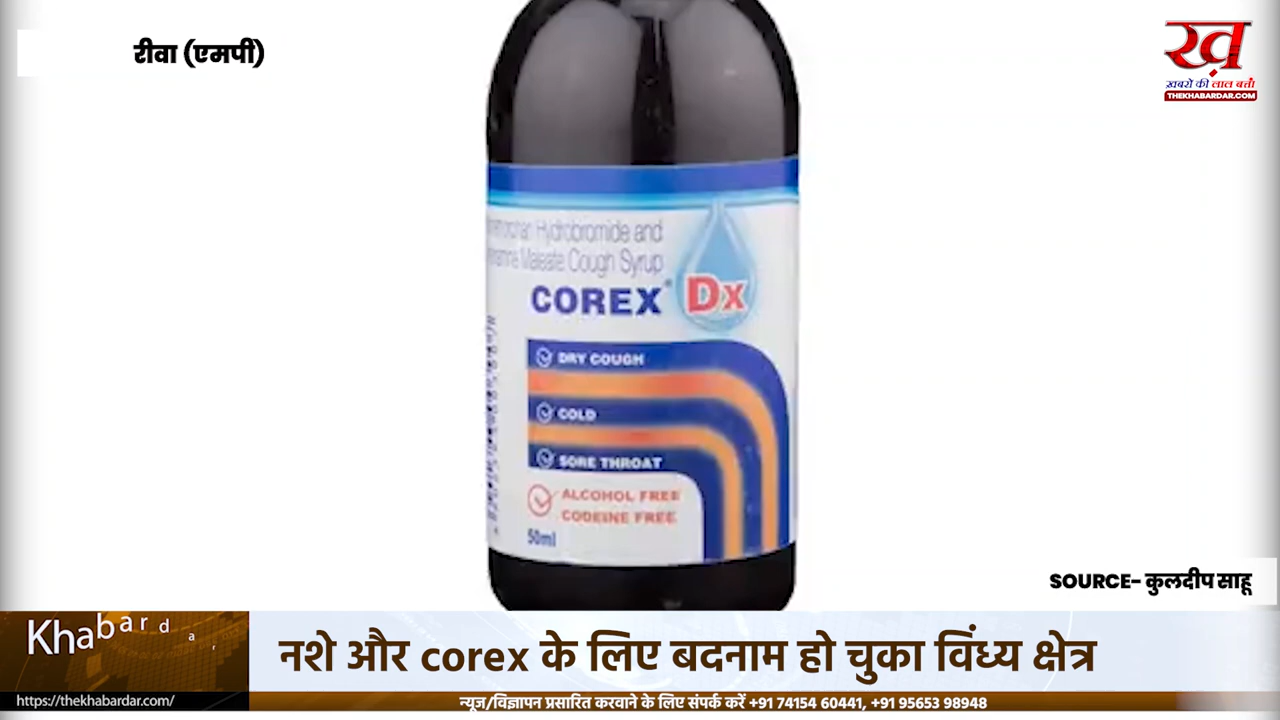 रीवा (एमपी)
ख़
ख़बरों की लाल बत्ती
THEKHABARDAR.COM
Hydrobromide and
Maleate Cough Syrup
COREX Dx
DRY COUGH
COLD
SORE THROAT
ALCOHOL FREE
CODEINE FREE
50ml
SOURCE- कुलदीप साहू
Khabardar
नशे और corex के लिए बदनाम हो चुका विंध्य क्षेत्र
https://thekhabardar.com/
न्यूज/विज्ञापन प्रसारित करवाने के लिए संपर्क करें +91 74154 60441, +91 95653 98948